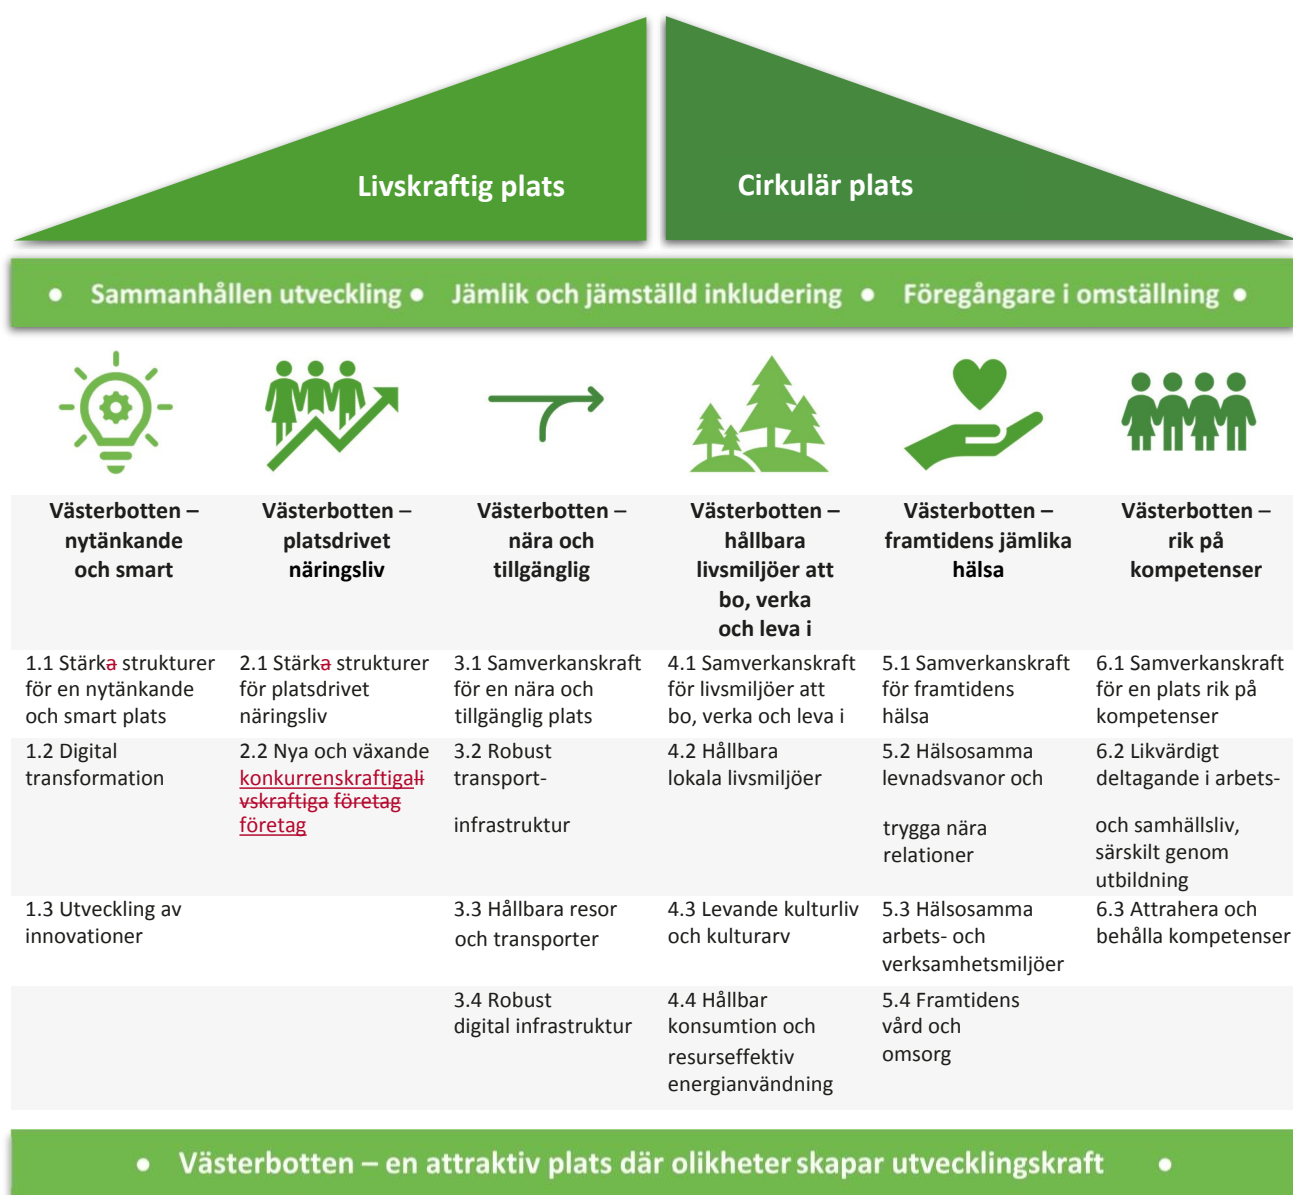 Livskraftig plats
Cirkulär plats
• Sammanhållen utveckling • Jämlik och jämställd inkludering • Föregångare i omställning •
Västerbotten –
nytänkande
och smart
Västerbotten –
platsdrivet
näringsliv
Västerbotten –
nära och
tillgänglig
Västerbotten –
hållbara
livsmiljöer att
bo, verka
och leva i
Västerbotten –
framtidens jämlika
hälsa
Västerbotten –
rik på
kompetenser
1.1 Stärka strukturer
för en nytänkande
och smart plats
2.1 Stärka strukturer
för platsdrivet
näringsliv
3.1 Samverkanskraft
för en nära och
tillgänglig plats
4.1 Samverkanskraft
för livsmiljöer att
bo, verka och leva i
5.1 Samverkanskraft
för framtidens
hälsa
6.1 Samverkanskraft
för en plats rik på
kompetenser
1.2 Digital
transformation
2.2 Nya och växande
konkurrenskraftigali
vskraftiga företag
företag
3.2 Robust
transport-
infrastruktur
4.2 Hållbara
lokala livsmiljöer
5.2 Hälsosamma
levnadsvanor och
trygga nära
relationer
6.2 Likvärdigt
deltagande i arbets-
och samhällsliv,
särskilt genom
utbildning
1.3 Utveckling av
innovationer
3.3 Hållbara resor
och transporter
4.3 Levande kulturliv
och kulturarv
5.3 Hälsosamma
arbets- och
verksamhetsmiljöer
6.3 Attrahera och
behålla kompetenser
3.4 Robust
digital infrastruktur
4.4 Hållbar
konsumtion och
resurseffektiv
energianvändning
5.4 Framtidens
vård och
omsorg
• Västerbotten – en attraktiv plats där olikheter skapar utvecklingskraft •